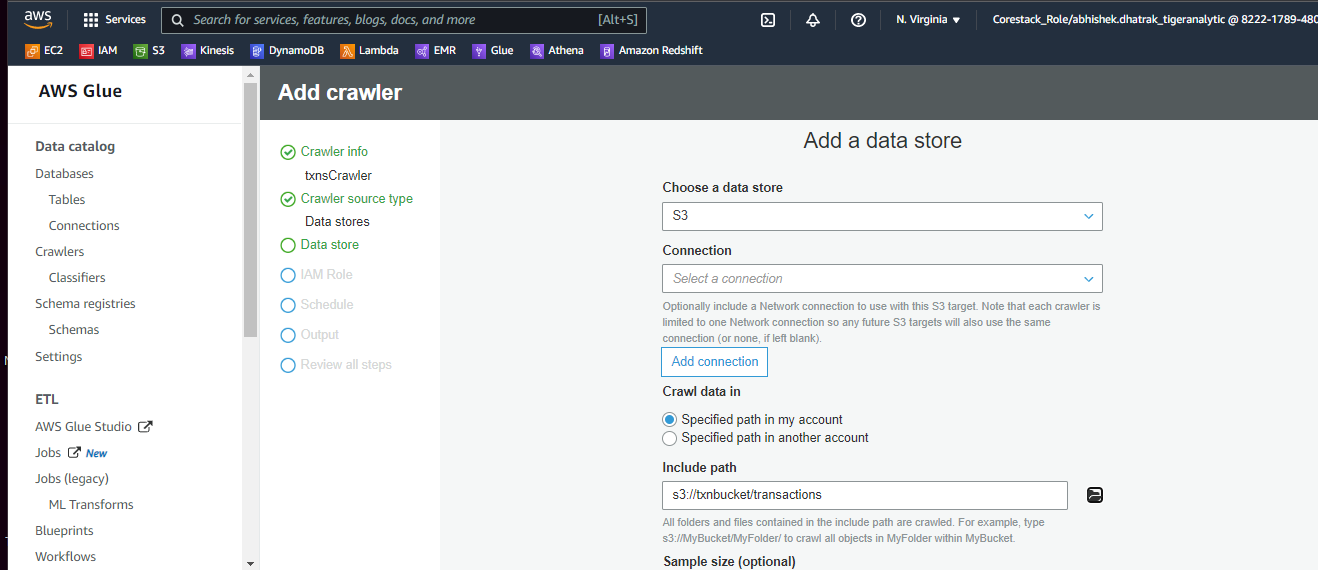 aws Services Search for services, features, blogs, docs, and more [Alt+S] N. Virginia Corestack_Role/abhishek.dhatrak_tigeranalytic @ 8222-1789-480
EC2 IAM S3 Kinesis DynamoDB Lambda EMR Glue Athena Amazon Redshift
AWS Glue
Data catalog
Databases
Tables
Connections
Crawlers
Classifiers
Schema registries
Schemas
Settings
ETL
AWS Glue Studio
Jobs New
Jobs (legacy)
ML Transforms
Blueprints
Workflows
Add crawler
Crawler info
txnsCrawler
Crawler source type
Data stores
Data store
IAM Role
Schedule
Output
Review all steps
Add a data store
Choose a data store
S3
Connection
Select a connection
Optionally include a Network connection to use with this S3 target. Note that each crawler is
limited to one Network connection so any future S3 targets will also use the same
connection (or none, if left blank).
Add connection
Crawl data in
Specified path in my account
Specified path in another account
Include path
s3://txnbucket/transactions
All folders and files contained in the include path are crawled. For example, type
s3://MyBucket/MyFolder/ to crawl all objects in MyFolder within MyBucket.
Sample size (optional)